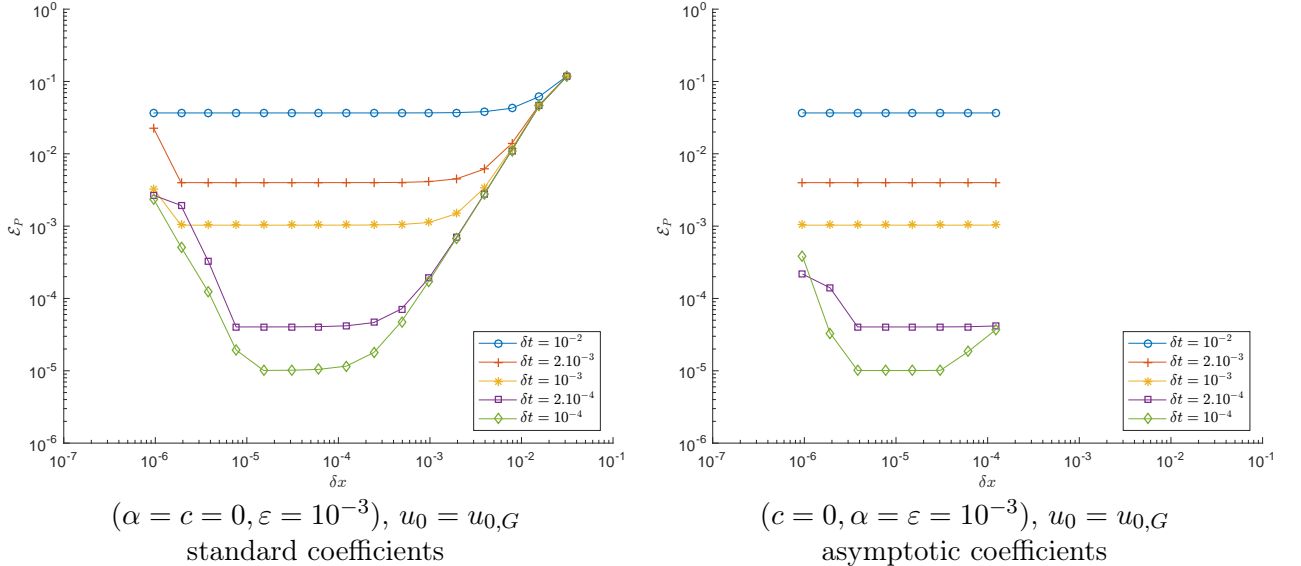 10^0
10^-1
10^-2
10^-3
10^-4
10^-5
10^-6
ℰ_P
10^-7 10^-6 10^-5 10^-4 10^-3 10^-2 10^-1
δx
δt = 10^-2
δt = 2.10^-3
δt = 10^-3
δt = 2.10^-4
δt = 10^-4
(α = c = 0, ε = 10^-3), u_0 = u_{0,G}
standard coefficients
10^0
10^-1
10^-2
10^-3
10^-4
10^-5
10^-6
ℰ_P
10^-7 10^-6 10^-5 10^-4 10^-3 10^-2 10^-1
δx
δt = 10^-2
δt = 2.10^-3
δt = 10^-3
δt = 2.10^-4
δt = 10^-4
(c = 0, α = ε = 10^-3), u_0 = u_{0,G}
asymptotic coefficients